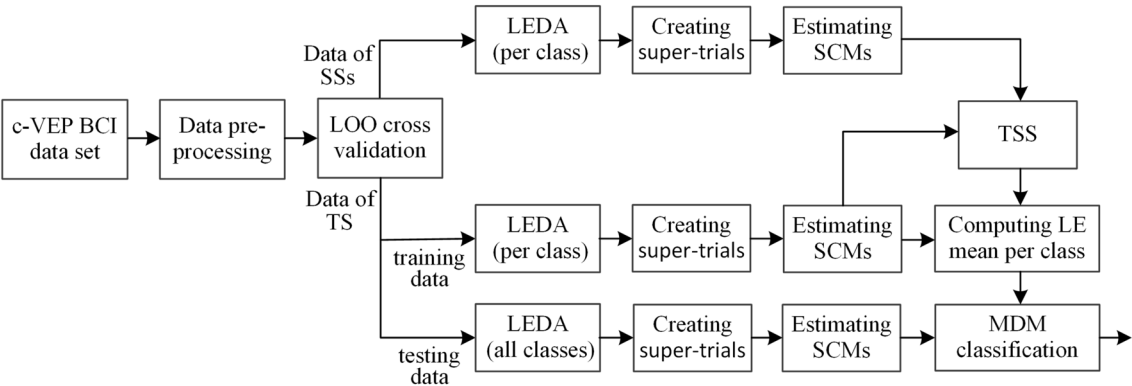 c-VEP BCI
data set
Data pre-
processing
LOO cross
validation
Data of
SSs
LEDA
(per class)
Creating
super-trials
Estimating
SCMs
TSS
Data of
TS
training
data
LEDA
(per class)
Creating
super-trials
Estimating
SCMs
Computing LE
mean per class
testing
data
LEDA
(all classes)
Creating
super-trials
Estimating
SCMs
MDM
classification